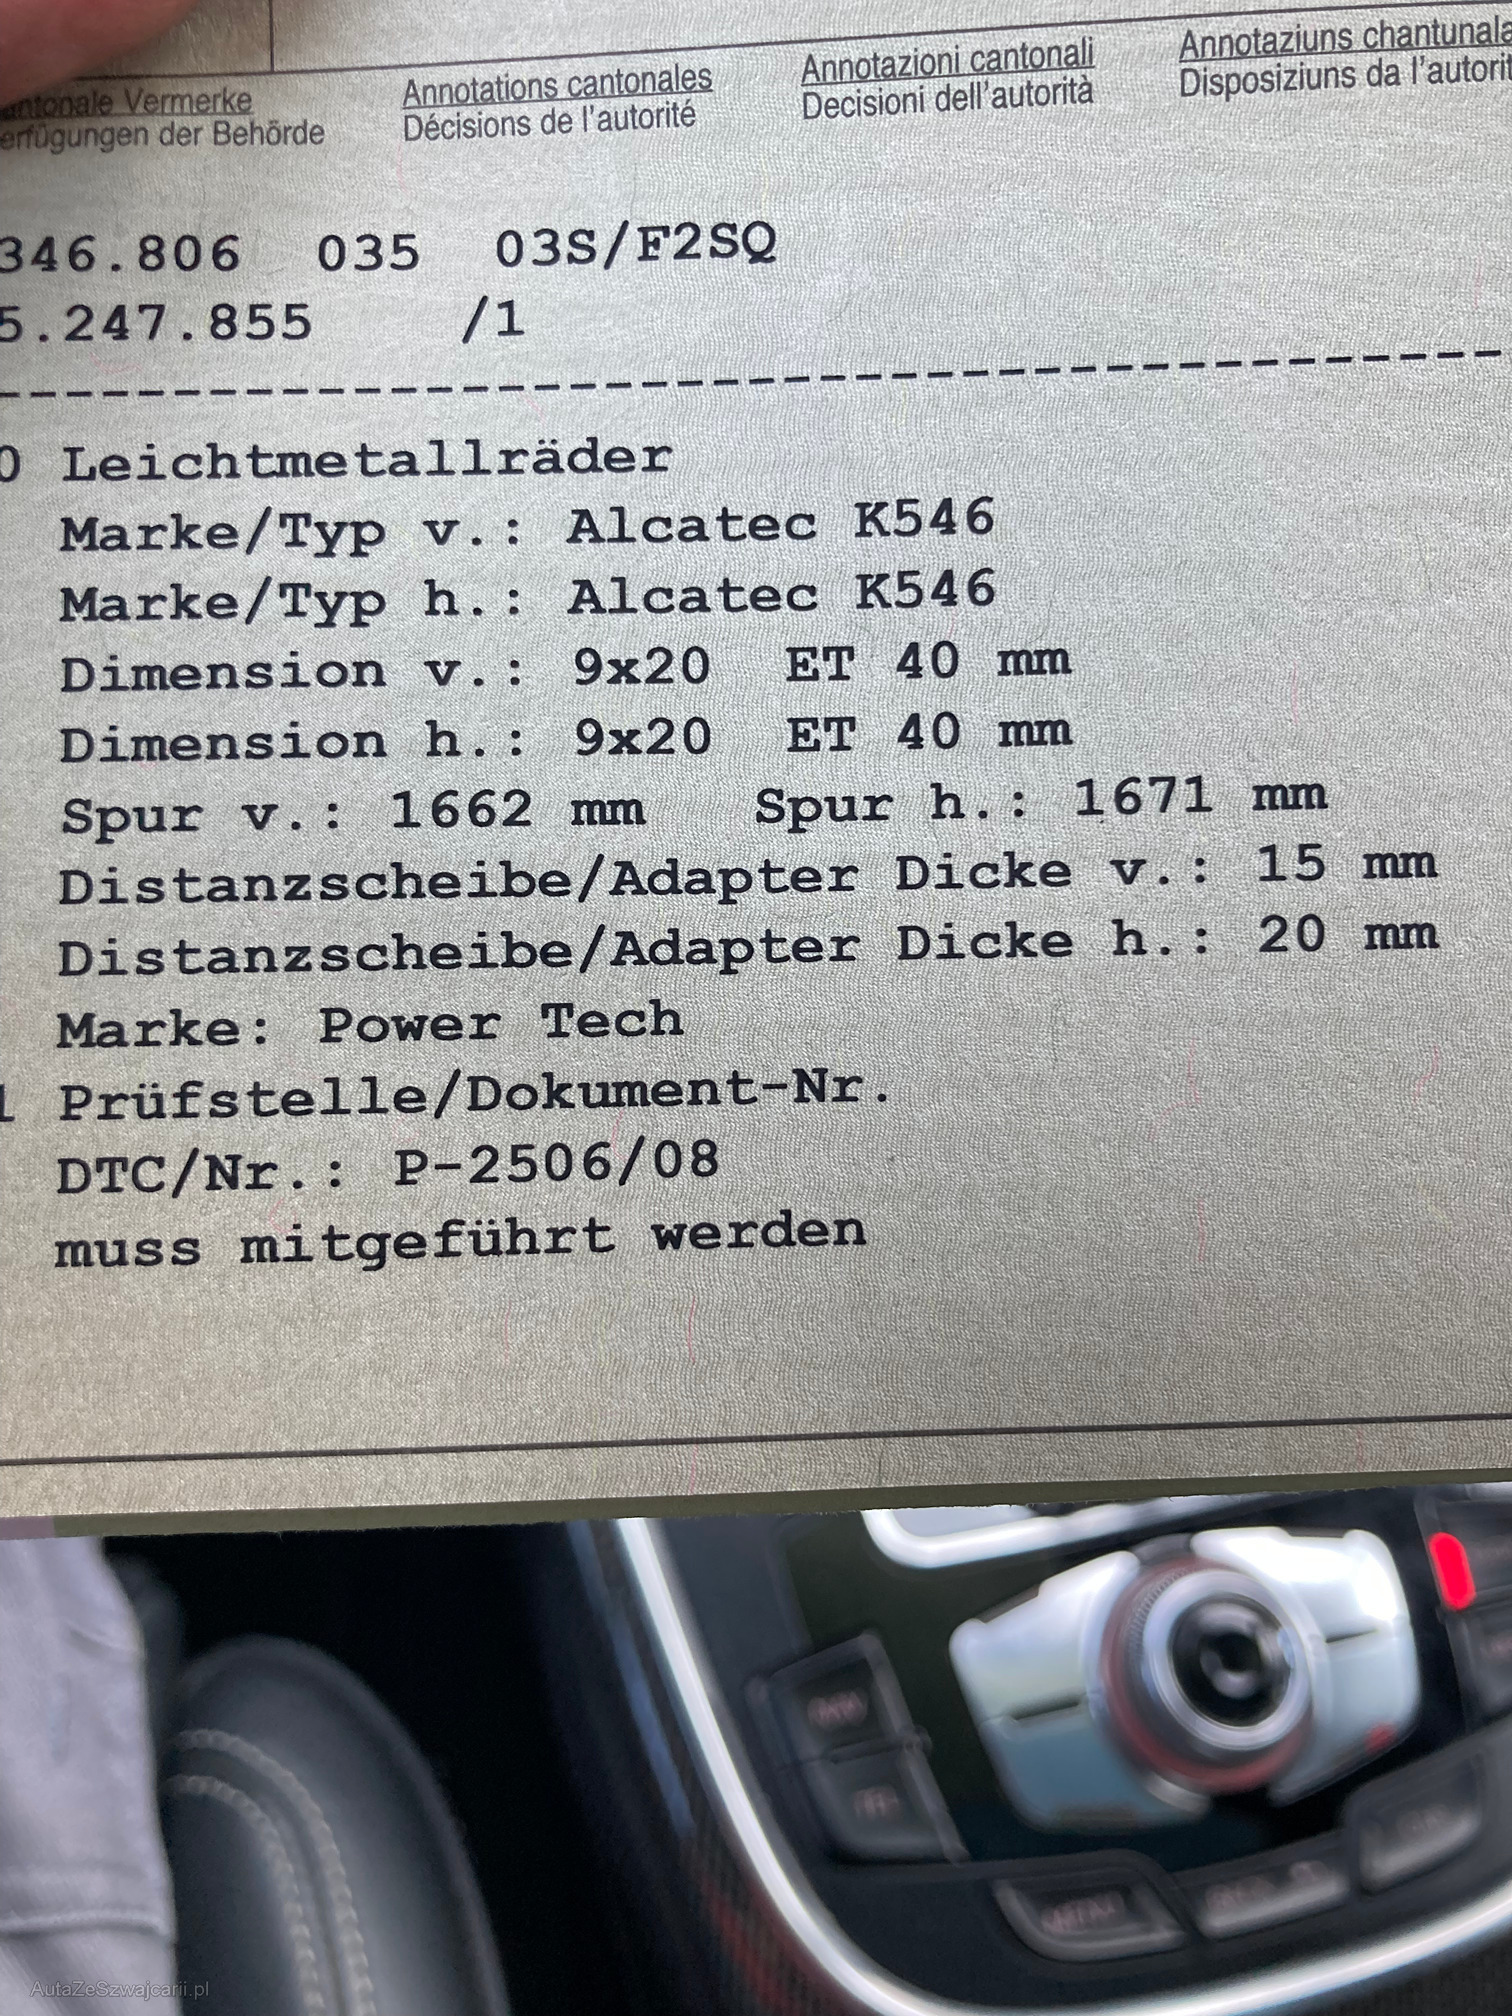 Vermerke
der Behörde
Annotations cantonales
Décisions de l'autorité
Annotazioni cantonali
Decisioni dell'autorità
Annotaziuns
Disposiziuns da
346.806 035 03S/F2SQ
5.247.855 /1
0 Leichtmetallräder
Marke/Typ v.: Alcatec K546
Marke/Typ h.: Alcatec K546
Dimension v.: 9x20 ET 40 mm
Dimension h.: 9x20 ET 40 mm
Spur v.: 1662 mm Spur h.: 1671 mm
Distanzscheibe/Adapter Dicke v.: 15 mm
Distanzscheibe/Adapter Dicke h.: 20 mm
Marke: Power Tech
1 Prüfstelle/Dokument-Nr.
DTC/Nr.: P-2506/08
muss mitgeführt werden
AutaZeSzwajcarii.pl